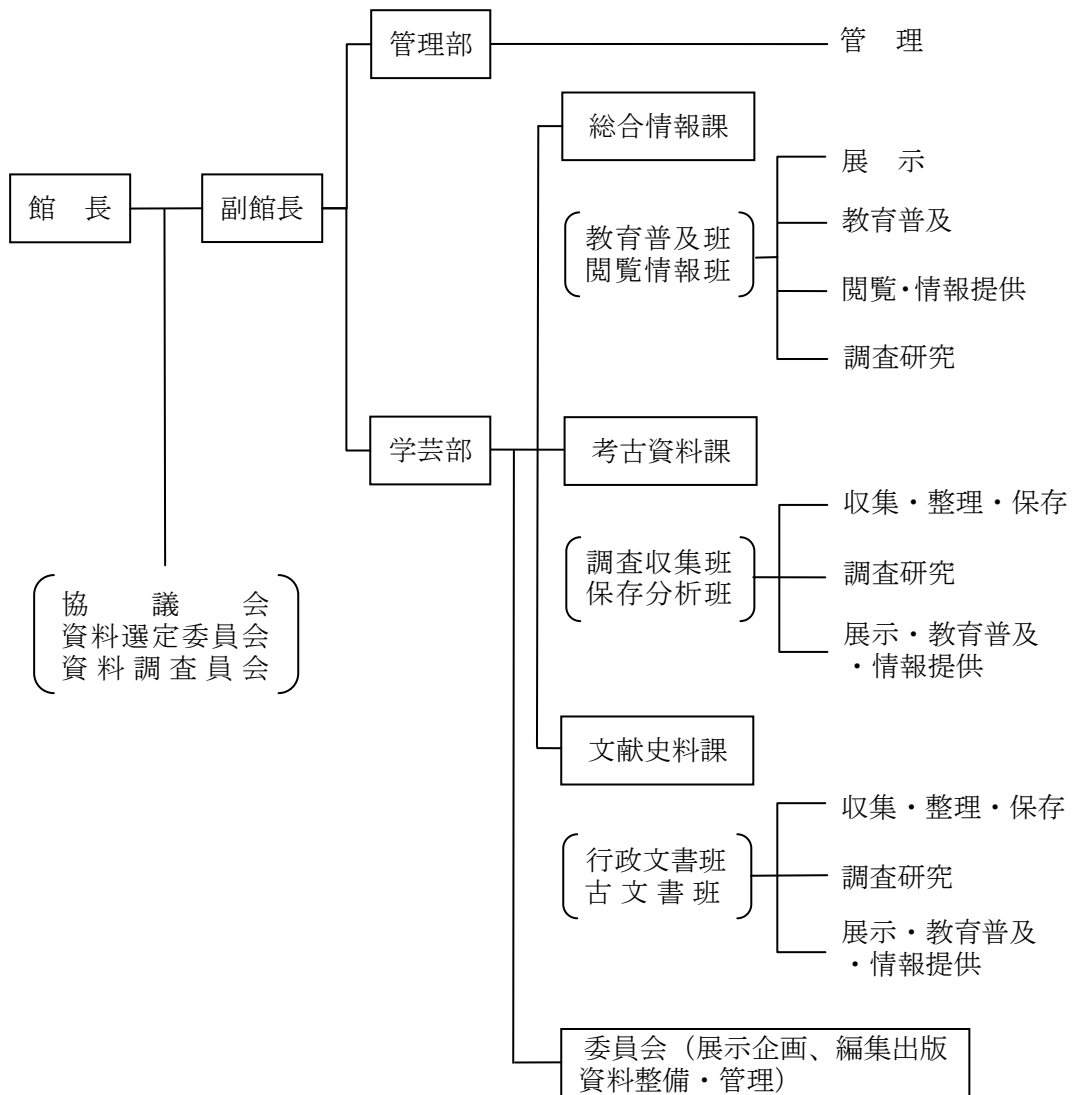 管理部
管　理
総合情報課
展　示
館　長
副館長
教育普及班
閲覧情報班
教育普及
閲覧・情報提供
調査研究
学芸部
考古資料課
収集・整理・保存
調査収集班
保存分析班
調査研究
展示・教育普及
・情報提供
協　議　会
資料選定委員会
資料調査員会
文献史料課
収集・整理・保存
行政文書班
古文書班
調査研究
展示・教育普及
・情報提供
委員会（展示企画、編集出版
資料整備・管理）